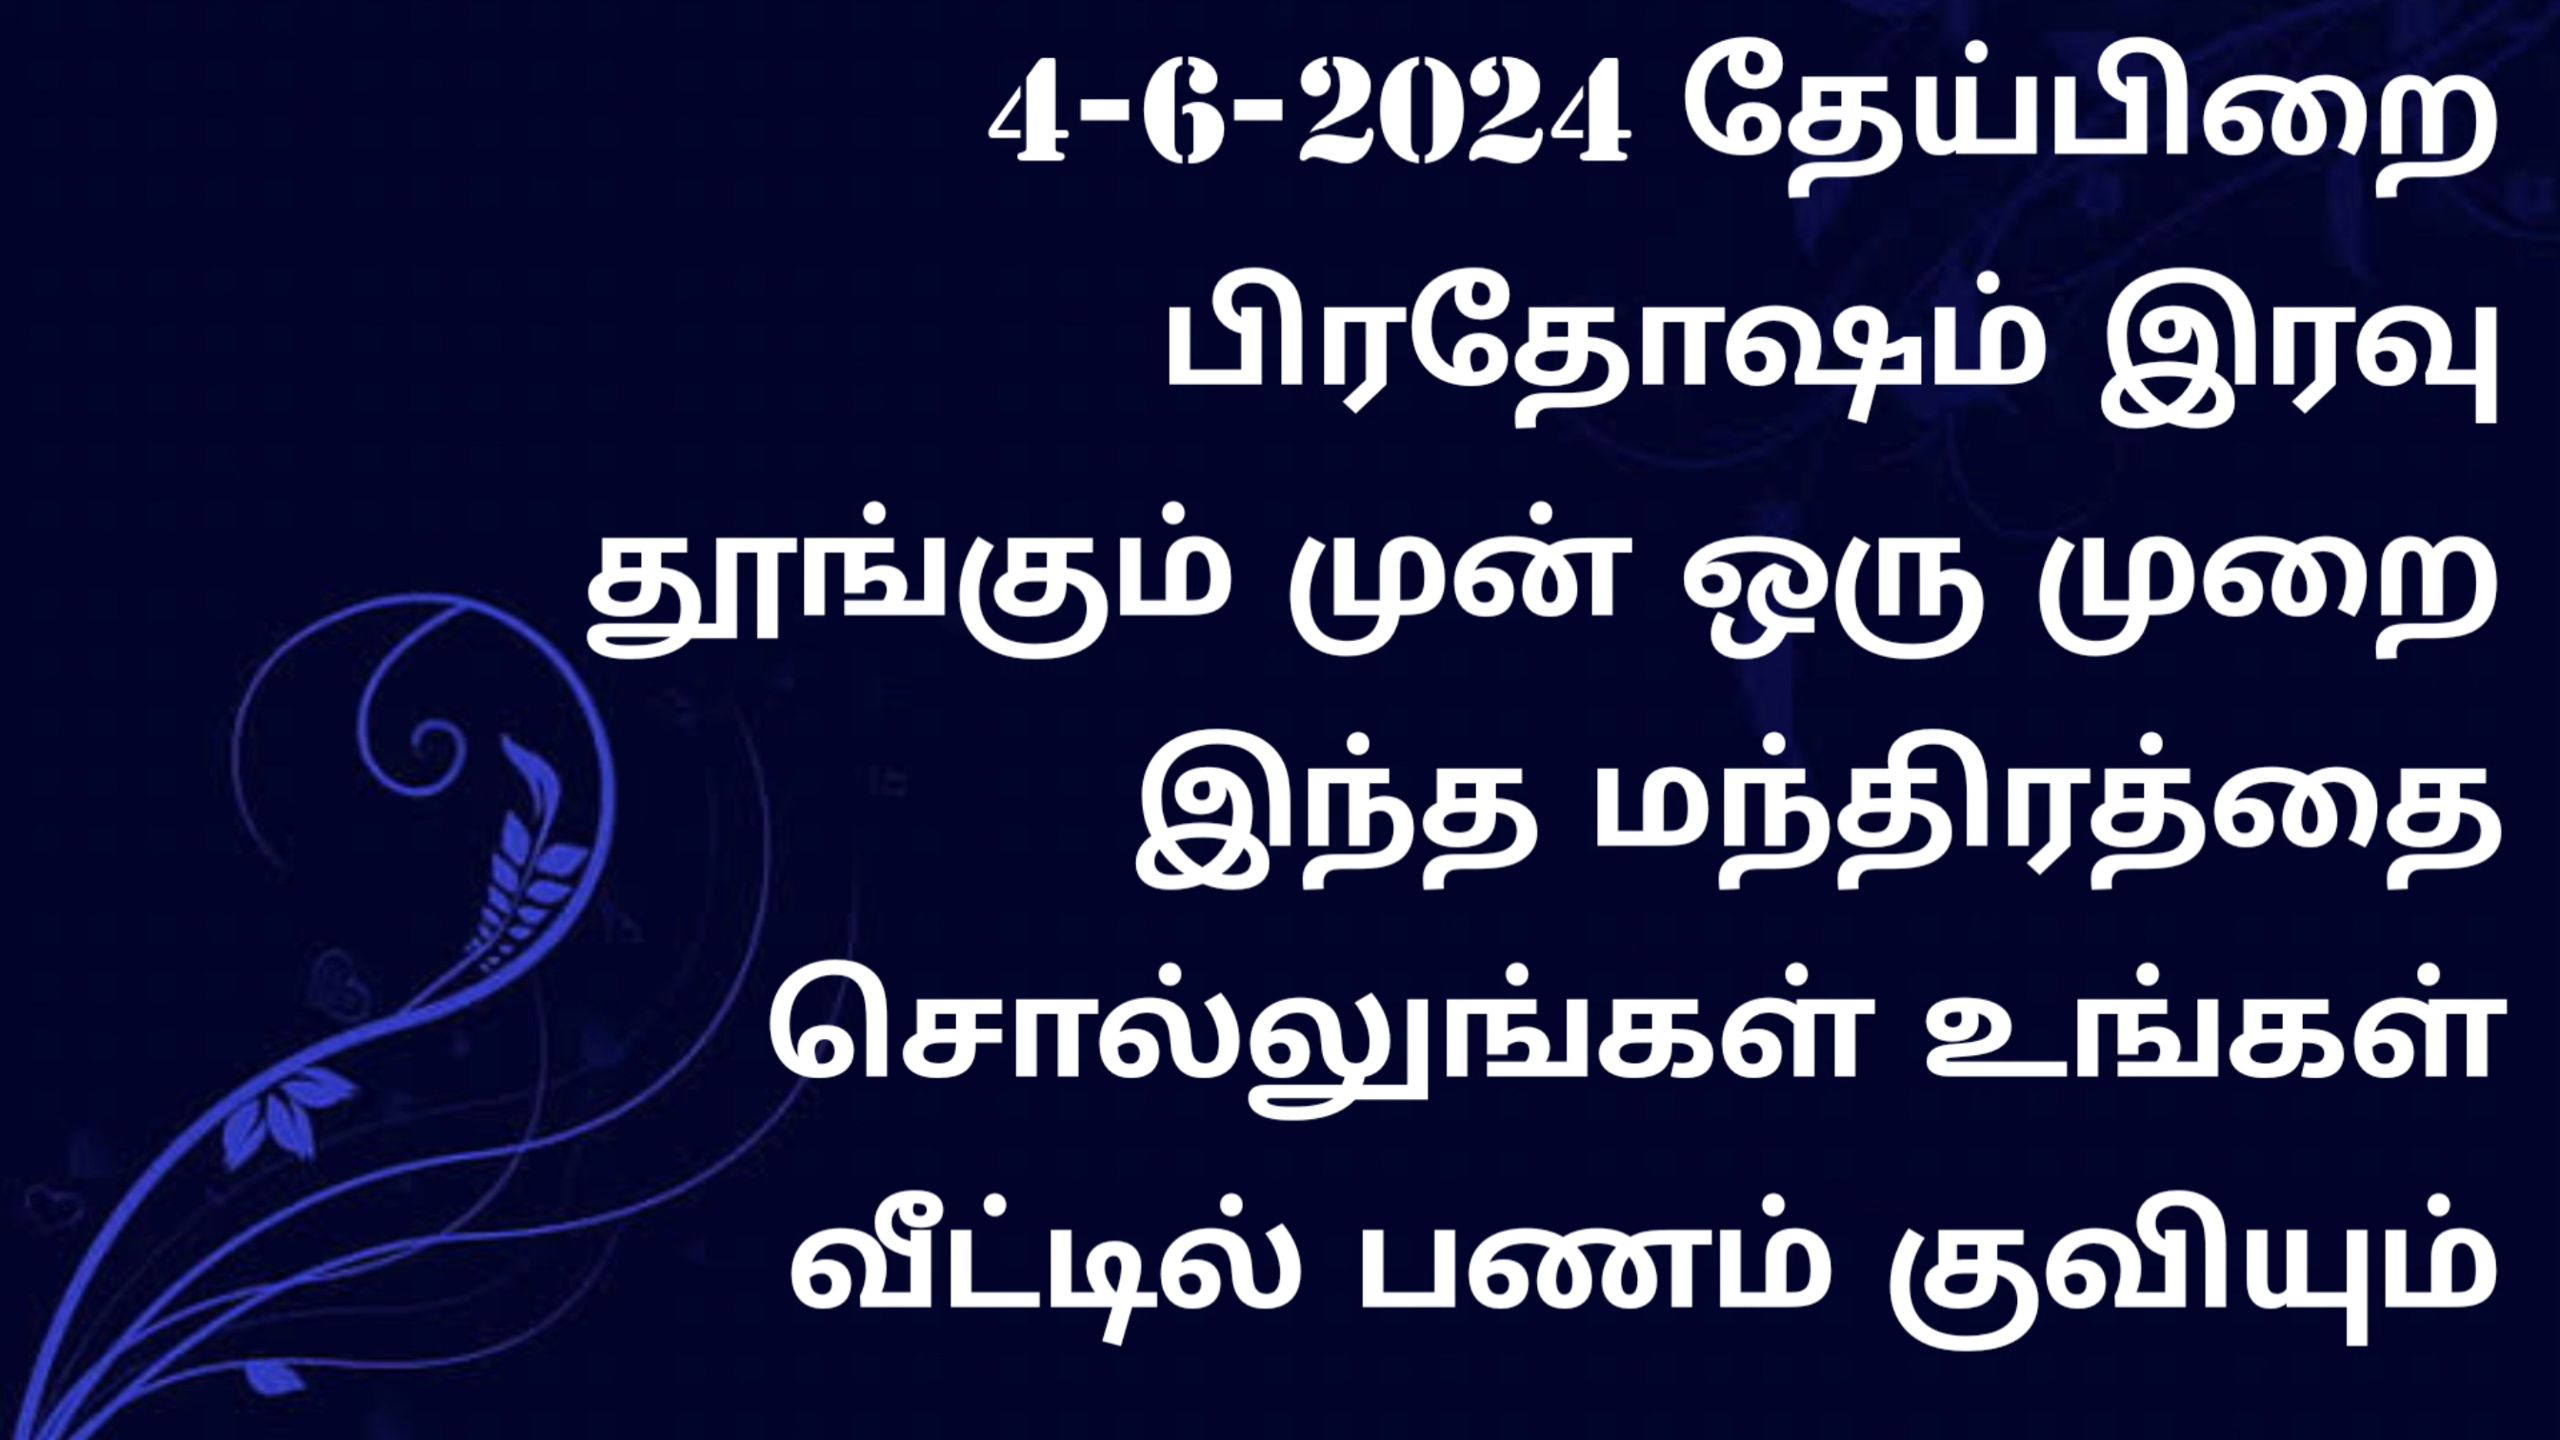 4-6-2024 தேய்பிறை
பிரதோஷம் இரவு
தூங்கும் முன் ஒரு முறை
இந்த மந்திரத்தை
சொல்லுங்கள் உங்கள்
வீட்டில் பணம் குவியும்